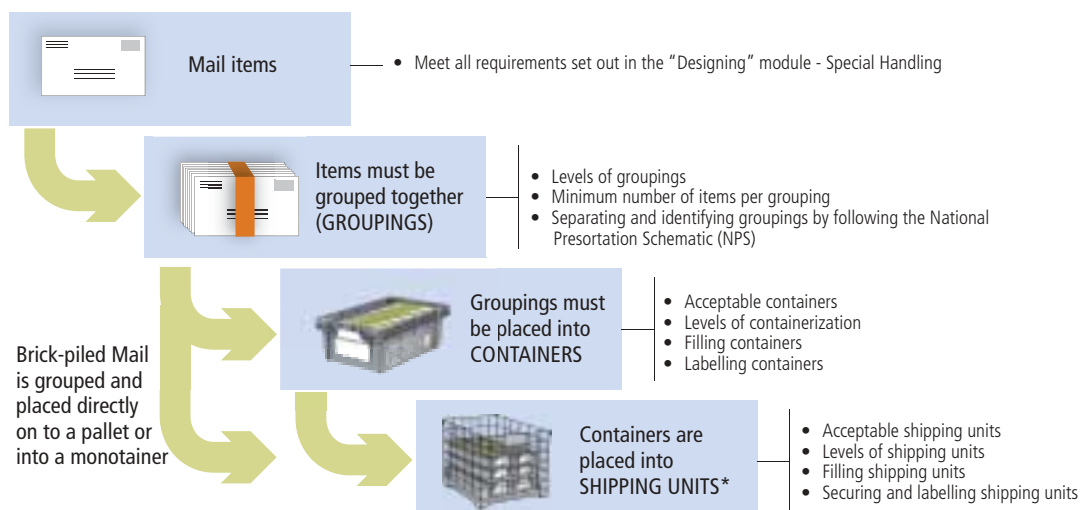 Mail items
• Meet all requirements set out in the “Designing” module - Special Handling
Items must be
grouped together
(GROUPINGS)
• Levels of groupings
• Minimum number of items per grouping
• Separating and identifying groupings by following the National
Presortation Schematic (NPS)
Groupings must
be placed into
CONTAINERS
• Acceptable containers
• Levels of containerization
• Filling containers
• Labelling containers
Brick-piled Mail
is grouped and
placed directly
on to a pallet or
into a monotainer
Containers are
placed into
SHIPPING UNITS*
• Acceptable shipping units
• Levels of shipping units
• Filling shipping units
• Securing and labelling shipping units